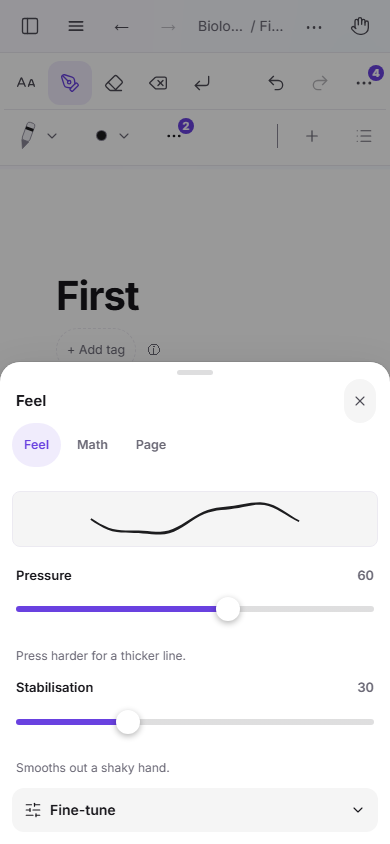 Biolo... / Fi...
AA
4
2
First
+ Add tag
Feel
Feel Math Page
Pressure 60
Press harder for a thicker line.
Stabilisation 30
Smooths out a shaky hand.
Fine-tune